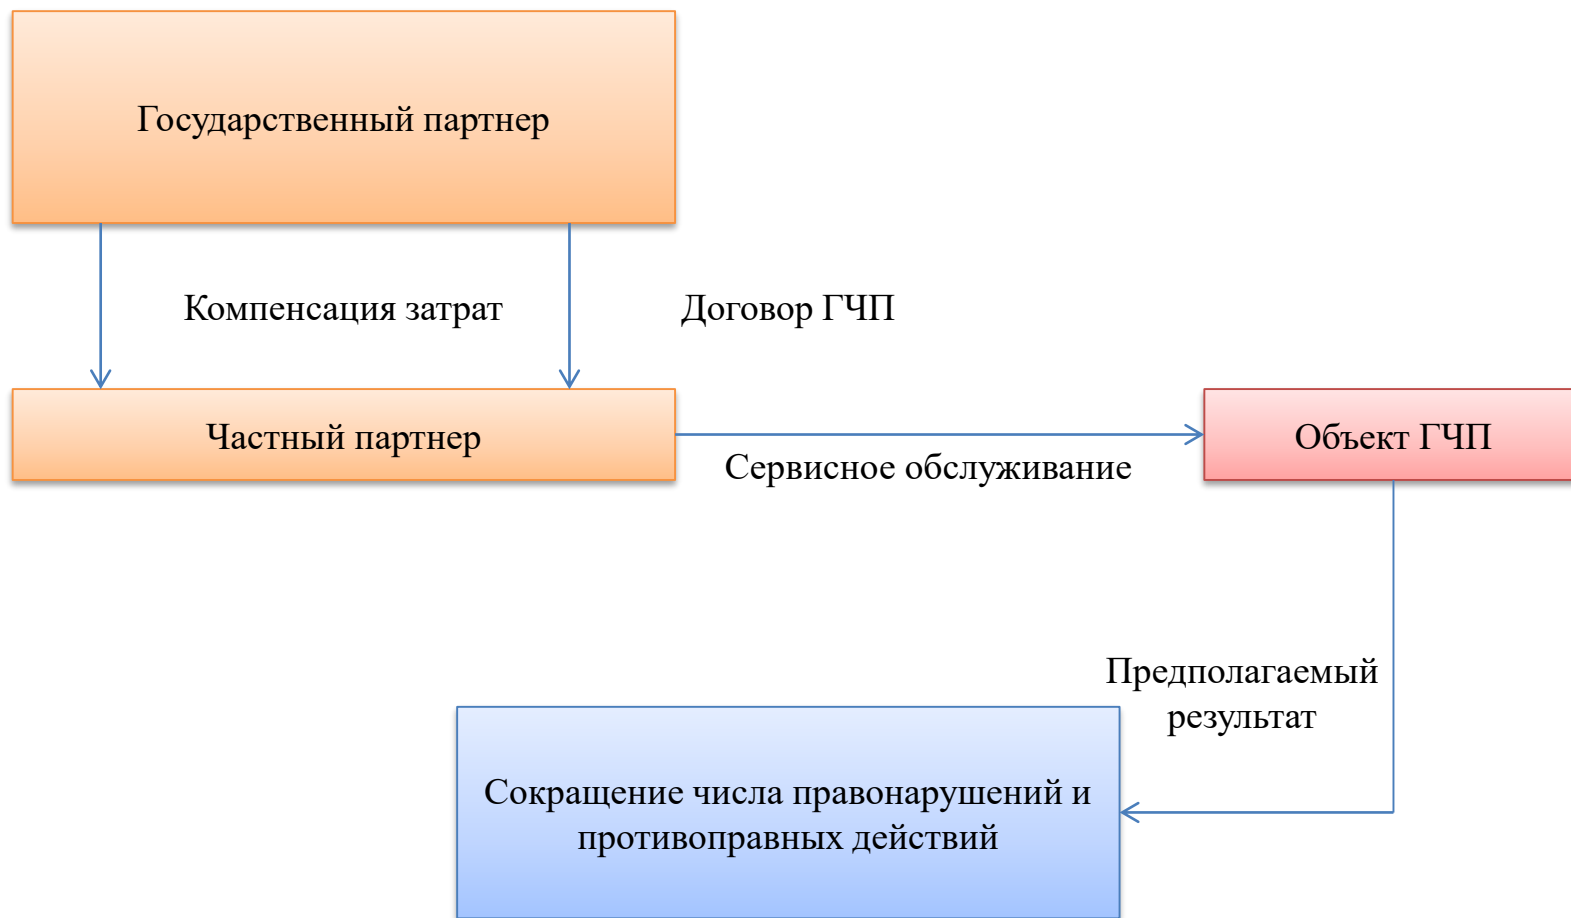 Государственный партнер
Компенсация затрат
Договор ГЧП
Частный партнер
Объект ГЧП
Сервисное обслуживание
Предполагаемый
результат
Сокращение числа правонарушений и
противоправных действий